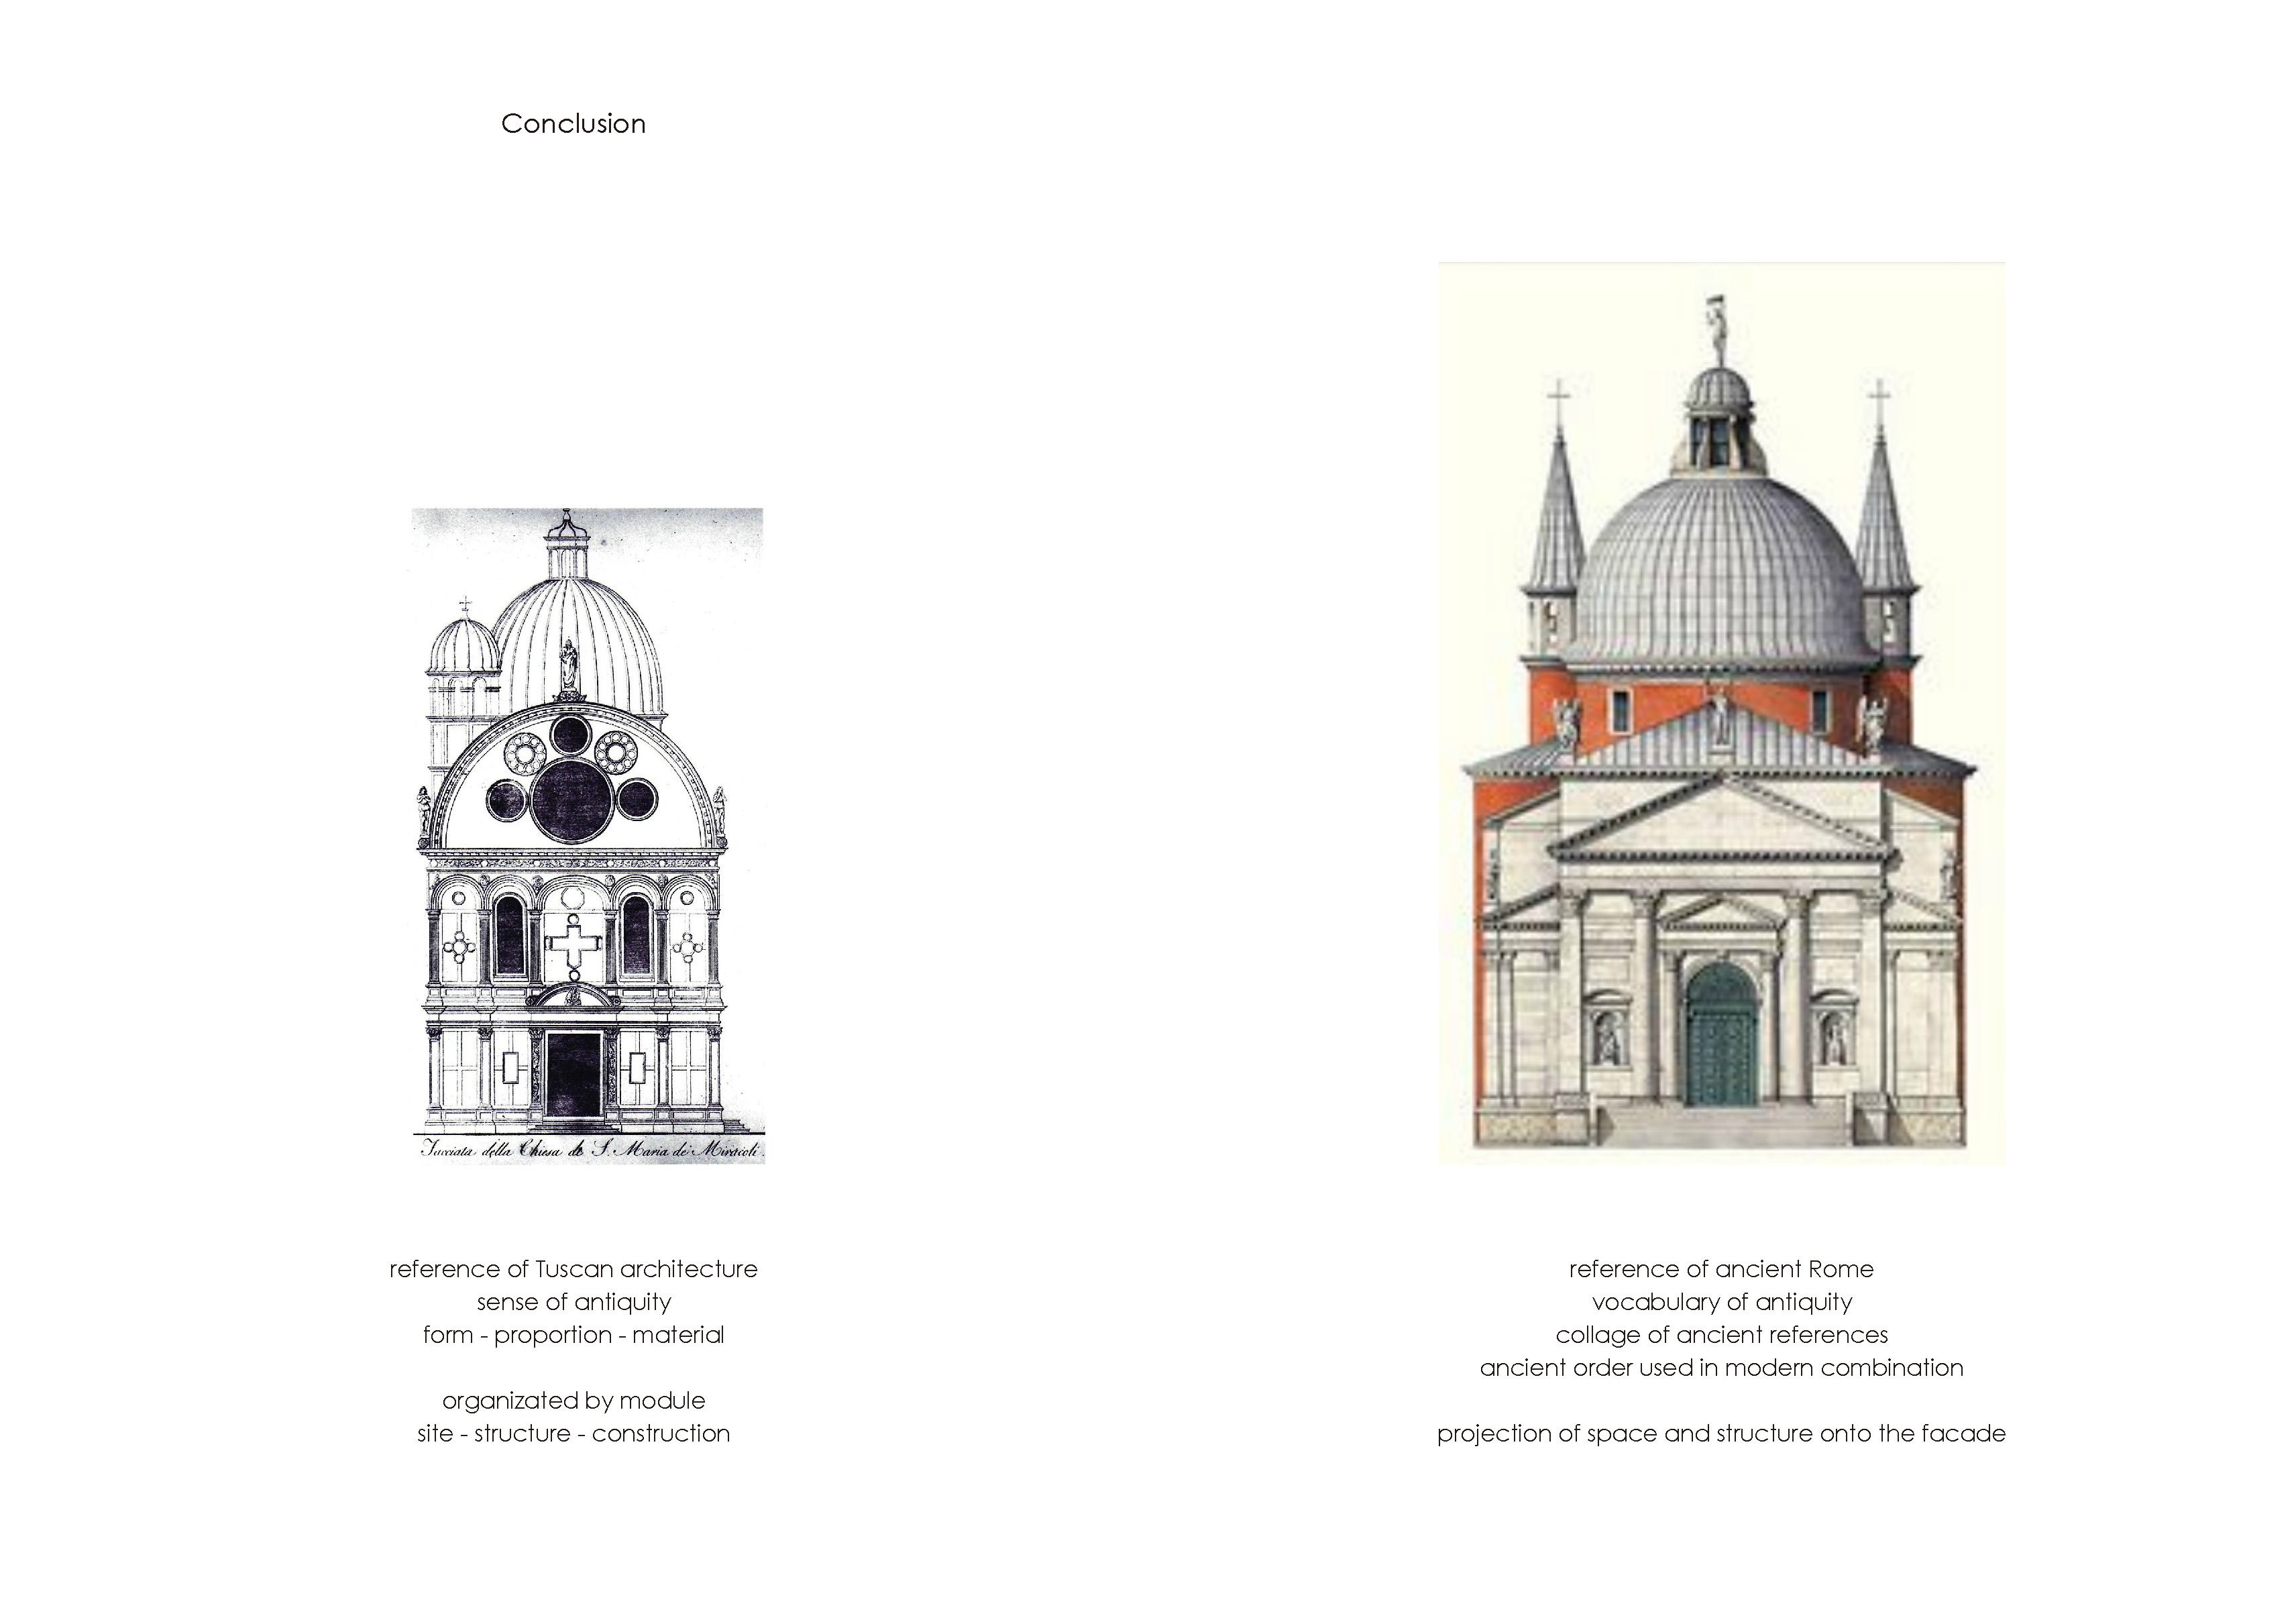 Conclusion
Facciata della Chiesa de S. Maria de Miracoli.
reference of Tuscan architecture
sense of antiquity
form - proportion - material
organizated by module
site - structure - construction
reference of ancient Rome
vocabulary of antiquity
collage of ancient references
ancient order used in modern combination
projection of space and structure onto the facade